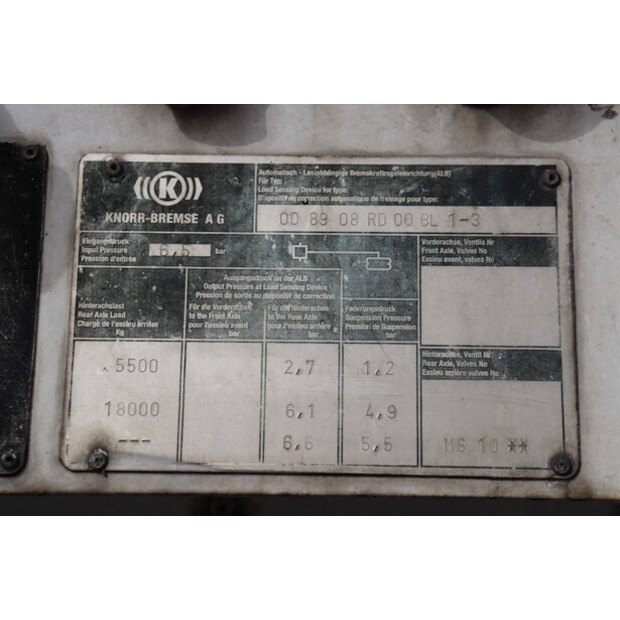 ((K))
KNORR-BREMSE AG
Automatisch - Lastabhängige Bremskraftregeleinrichtung(ALB)
Für Typ:
Load Sensing Device for type:
Dispositif de correction automatique de freinage pour type:
00 89 08 RD 00 BL 1-3
Eingangsdruck
Input Pressure
Pression d'entrée
6,5 bar
Vorderachse, Ventile Nr
Front Axle, Valves No
Essieu avant, valves No
Ausgangsdruck an der ALB
Output Pressure at Load Sensing Device
Pression de sortie au dispositif de correction
Hinterachslast
Rear Axle Load
Charge de l'essieu arrière
Kg
Für die Vorderachse
to the Front Axle
pour l'essieu avant
bar
Für die Hinterachse
to the Rear Axle
pour l'essieu arrière
bar
Federungsdruck
Suspension Pressure
Pression de Suspension
bar
Hinterachse, Ventil Nr.
Rear Axle, Valves No
Essieu arrière valves No
5500 2,7 1,2
18000 6,1 4,9
--- 5,5
MS 10 **